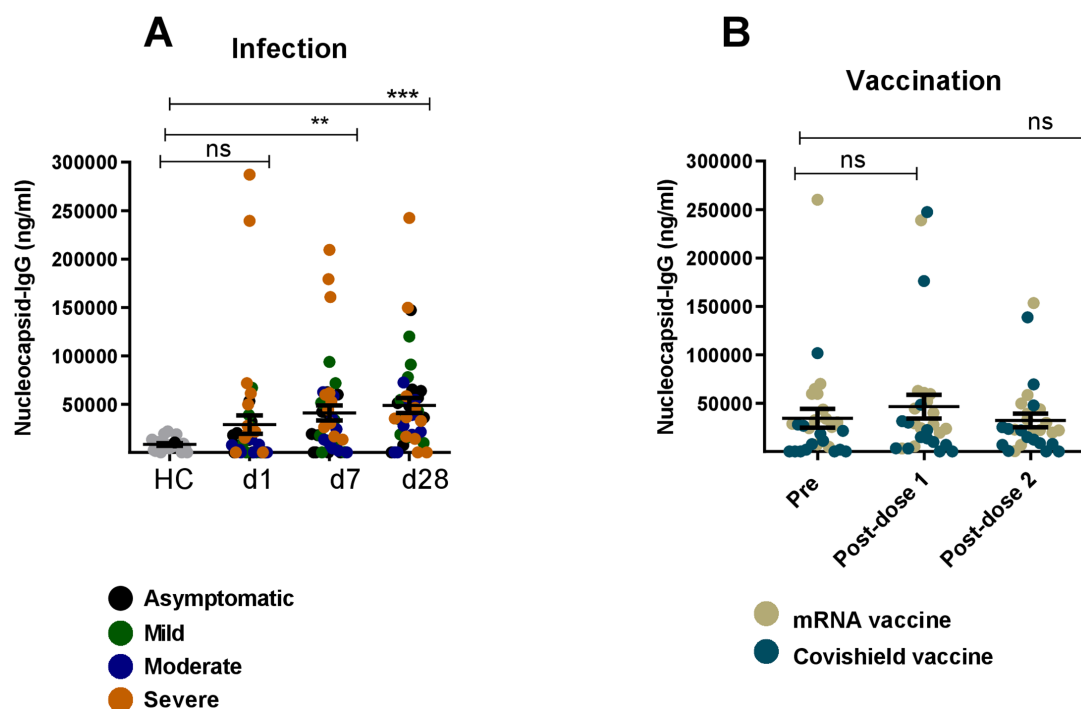 A
Infection
***
**
ns
Nucleocapsid-IgG (ng/ml)
300000
250000
200000
150000
100000
50000
HC
d1
d7
d28
Asymptomatic
Mild
Moderate
Severe
B
Vaccination
ns
ns
Nucleocapsid-IgG (ng/ml)
300000
250000
200000
150000
100000
50000
Pre
Post-dose 1
Post-dose 2
mRNA vaccine
Covishield vaccine